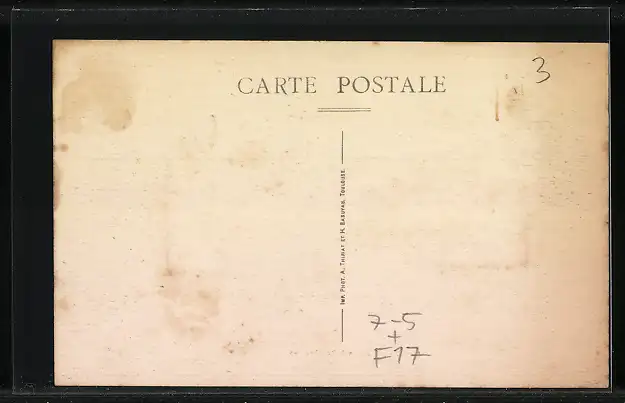 CARTE POSTALE
3
IMP. PHOT. A. THIRIAT ET H. BASUYAU, TOULOUSE
7-5
+
F17